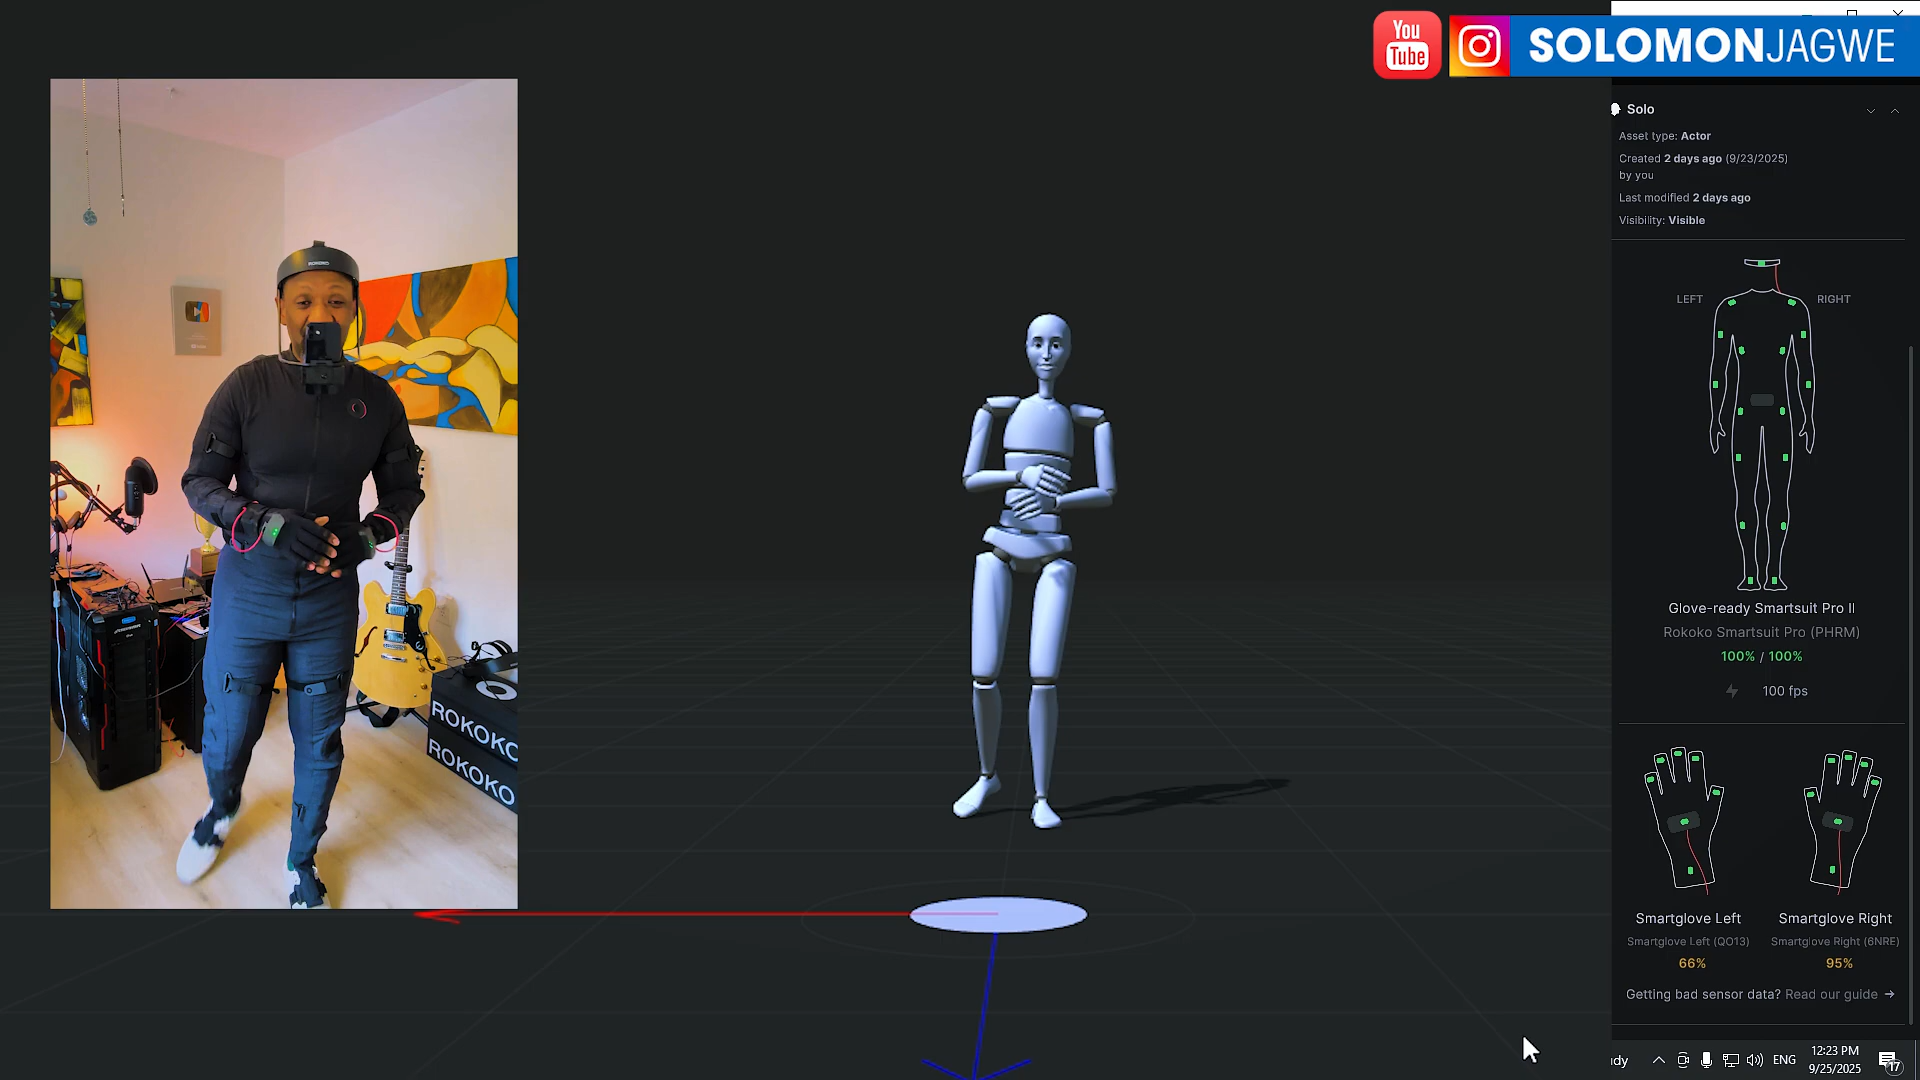 You
Tube
SOLOMONJAGWE
Solo
Asset type: Actor
Created 2 days ago (9/23/2025)
by you
Last modified 2 days ago
Visibility: Visible
LEFT
RIGHT
Glove-ready Smartsuit Pro II
Rokoko Smartsuit Pro (PHRM)
100% / 100%
100 fps
Smartglove Left
Smartglove Right
Smartglove Left (QO13)
Smartglove Right (6NRE)
66%
95%
Getting bad sensor data? Read our guide →
ROKOKO
ROKOKO
ROKOKO
dy
ENG
12:23 PM
9/25/2025
17